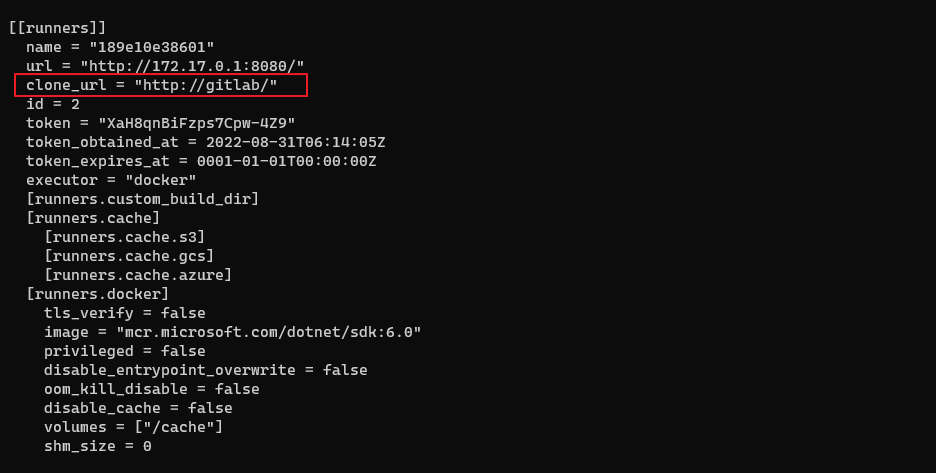 [[runners]]
  name = "189e10e38601"
  url = "http://172.17.0.1:8080/"
  clone_url = "http://gitlab/"
  id = 2
  token = "XaH8qnBiFzps7Cpw-4Z9"
  token_obtained_at = 2022-08-31T06:14:05Z
  token_expires_at = 0001-01-01T00:00:00Z
  executor = "docker"
  [runners.custom_build_dir]
  [runners.cache]
    [runners.cache.s3]
    [runners.cache.gcs]
    [runners.cache.azure]
  [runners.docker]
    tls_verify = false
    image = "mcr.microsoft.com/dotnet/sdk:6.0"
    privileged = false
    disable_entrypoint_overwrite = false
    oom_kill_disable = false
    disable_cache = false
    volumes = ["/cache"]
    shm_size = 0